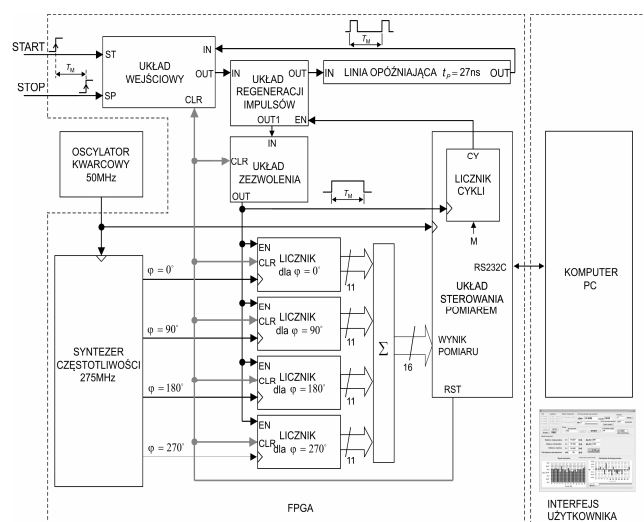 START
STOP
T_M
ST
SP
UKŁAD
WEJŚCIOWY
IN
OUT
CLR
IN
OUT
UKŁAD
REGENERACJI
IMPULSÓW
OUT1
EN
T_M
IN
LINIA OPÓŹNIAJĄCA t_P = 27ns
OUT
IN
CLR
UKŁAD
ZEZWOLENIA
OUT
T_M
OSCYLATOR
KWARCOWY
50MHz
CY
LICZNIK
CYKLI
M
RS232C
UKŁAD
STEROWANIA
POMIAREM
WYNIK
POMIARU
RST
KOMPUTER
PC
SYNTEZER
CZĘSTOTLIWOŚCI
275MHz
φ = 0°
EN
CLR
LICZNIK
dla φ = 0°
11
φ = 90°
EN
CLR
LICZNIK
dla φ = 90°
11
Σ
16
φ = 180°
EN
CLR
LICZNIK
dla φ = 180°
11
φ = 270°
EN
CLR
LICZNIK
dla φ = 270°
11
FPGA
INTERFEJS
UŻYTKOWNIKA